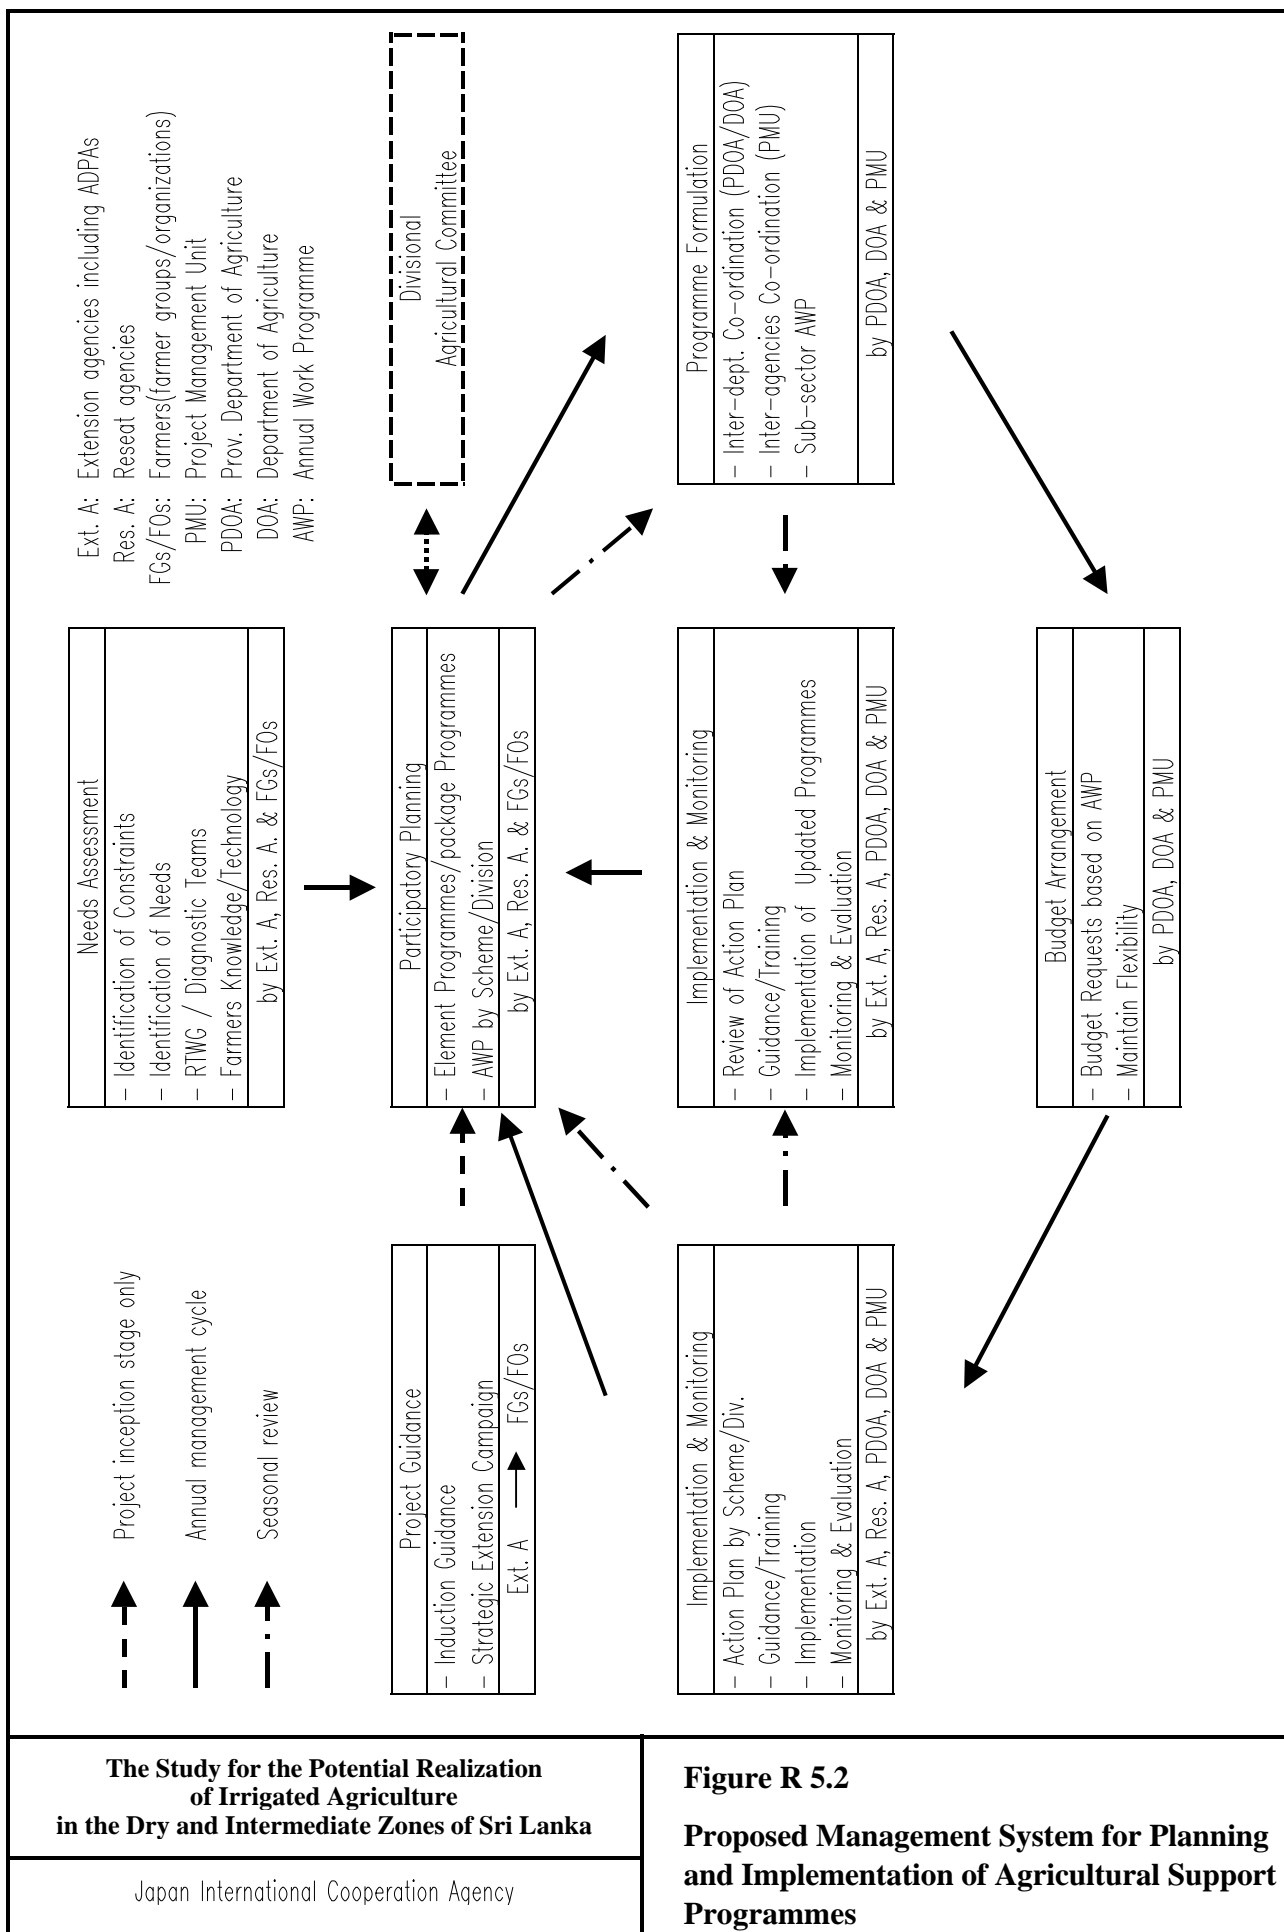 Project inception stage only
Annual management cycle
Seasonal review
Ext. A: Extension agencies including ADPAs
Res. A: Reseat agencies
FGs/FOs: Farmers(farmer groups/organizations)
PMU: Project Management Unit
PDOA: Prov. Department of Agriculture
DOA: Department of Agriculture
AWP: Annual Work Programme
Needs Assessment
- Identification of Constraints
- Identification of Needs
- RTWG / Diagnostic Teams
- Farmers Knowledge/Technology
by Ext. A, Res. A. & FGs/FOs
Project Guidance
- Induction Guidance
- Strategic Extension Campaign
Ext. A → FGs/FOs
Participatory Planning
- Element Programmes/package Programmes
- AWP by Scheme/Division
by Ext. A, Res. A. & FGs/FOs
Divisional
Agricultural Committee
Implementation & Monitoring
- Action Plan by Scheme/Div.
- Guidance/Training
- Implementation
- Monitoring & Evaluation
by Ext. A, Res. A, PDOA, DOA & PMU
Implementation & Monitoring
- Review of Action Plan
- Guidance/Training
- Implementation of Updated Programmes
- Monitoring & Evaluation
by Ext. A, Res. A, PDOA, DOA & PMU
Programme Formulation
- Inter-dept. Co-ordination (PDOA/DOA)
- Inter-agencies Co-ordination (PMU)
- Sub-sector AWP
by PDOA, DOA & PMU
Budget Arrangement
- Budget Requests based on AWP
- Maintain Flexibility
by PDOA, DOA & PMU
The Study for the Potential Realization
of Irrigated Agriculture
in the Dry and Intermediate Zones of Sri Lanka
Japan International Cooperation Agency
Figure R 5.2
Proposed Management System for Planning
and Implementation of Agricultural Support
Programmes